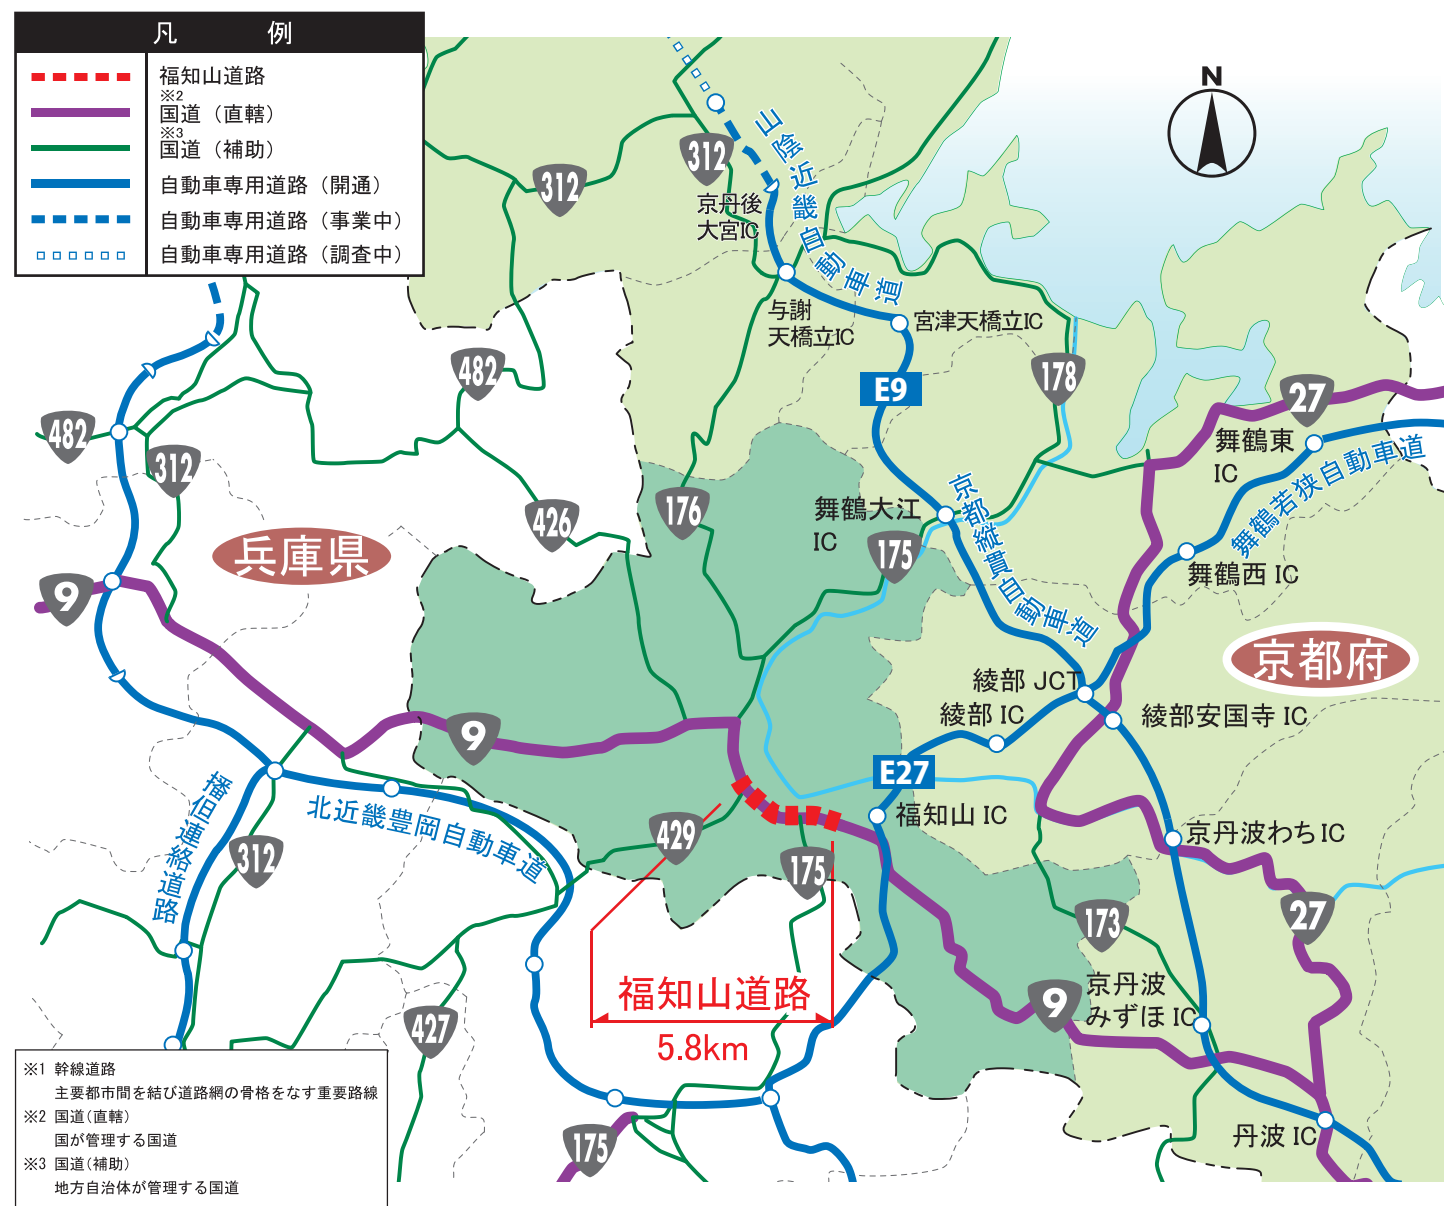 凡 例
福知山道路
※2
国道（直轄）
※3
国道（補助）
自動車専用道路（開通）
自動車専用道路（事業中）
自動車専用道路（調査中）
N
山陰近畿自動車道
312
312
京丹後
大宮IC
与謝
天橋立IC
宮津天橋立IC
E9
178
27
482
482
312
舞鶴東
IC
舞鶴若狭自動車道
176
426
舞鶴大江
IC
京都縦貫自動車道
175
舞鶴西 IC
兵庫県
9
京都府
綾部 JCT
綾部 IC
綾部安国寺 IC
9
E27
播但連絡道路
北近畿豊岡自動車道
福知山 IC
京丹波わち IC
312
429
175
173
27
福知山道路
5.8km
9
京丹波
みずほ IC
427
175
丹波 IC
※1 幹線道路
主要都市間を結び道路網の骨格をなす重要路線
※2 国道(直轄)
国が管理する国道
※3 国道(補助)
地方自治体が管理する国道